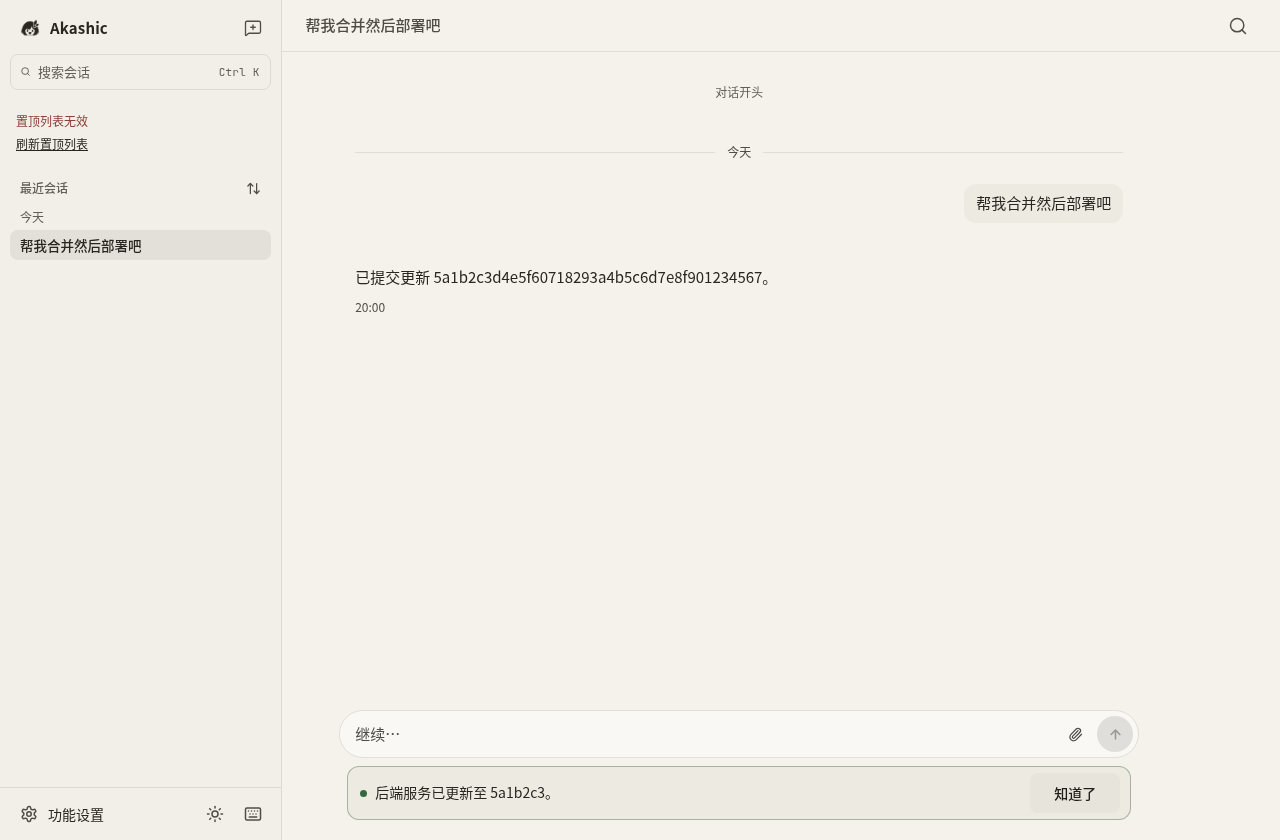 Akashic
搜索会话
Ctrl K
置顶列表无效
刷新置顶列表
最近会话
今天
帮我合并然后部署吧
功能设置
帮我合并然后部署吧
对话开头
今天
帮我合并然后部署吧
已提交更新 5a1b2c3d4e5f60718293a4b5c6d7e8f901234567。
20:00
继续…
后端服务已更新至 5a1b2c3。
知道了